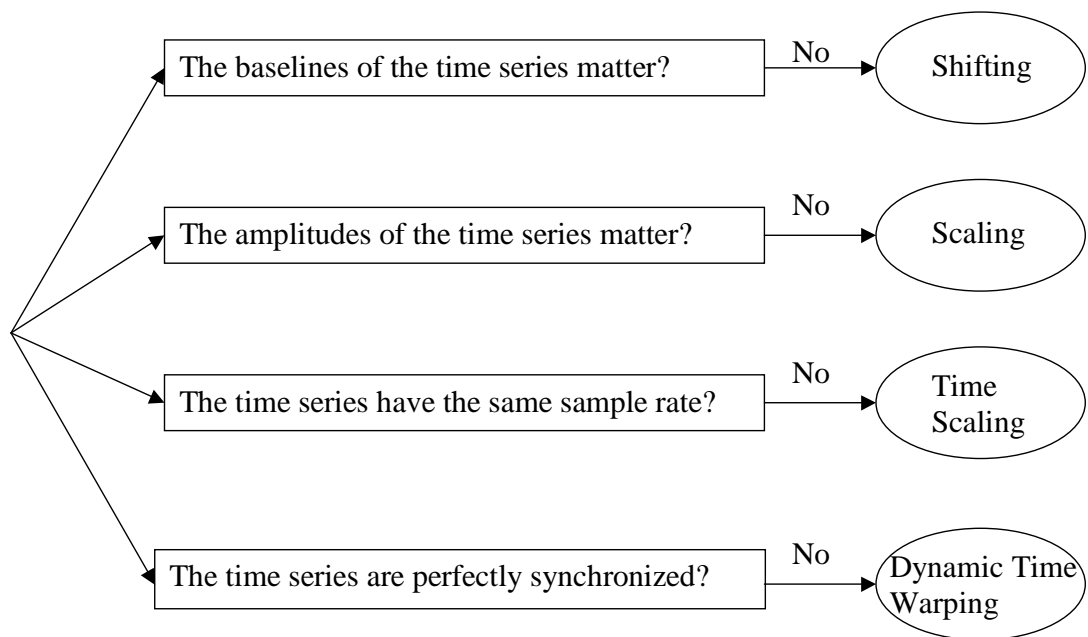 The baselines of the time series matter?
No
Shifting
The amplitudes of the time series matter?
No
Scaling
The time series have the same sample rate?
No
Time
Scaling
The time series are perfectly synchronized?
No
Dynamic Time
Warping